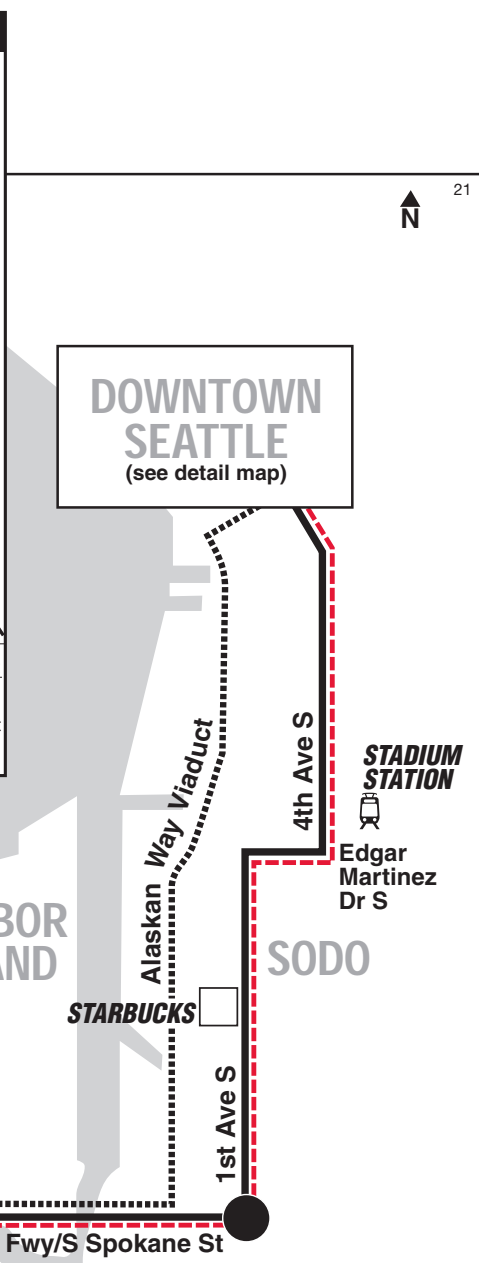 21
N
DOWNTOWN
SEATTLE
(see detail map)
Alaskan Way Viaduct
4th Ave S
STADIUM
STATION
Edgar
Martinez
Dr S
BOR
AND
SODO
STARBUCKS
1st Ave S
Fwy/S Spokane St